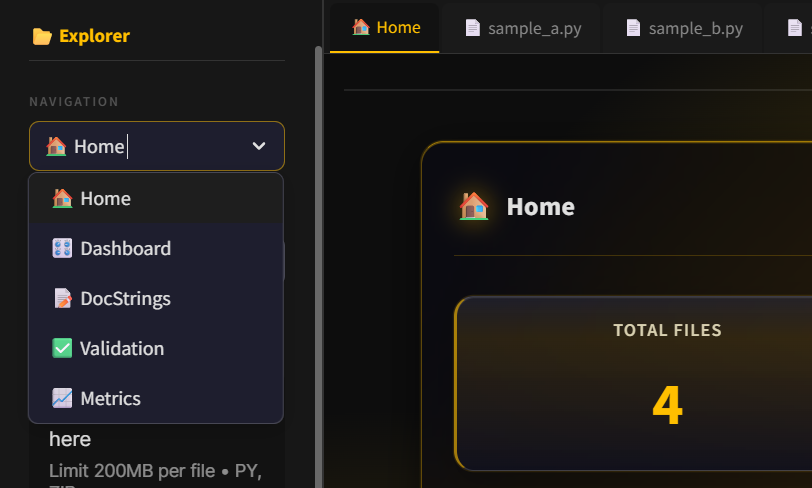 Explorer
NAVIGATION
Home
Home
Dashboard
DocStrings
Validation
Metrics
here
Limit 200MB per file • PY,
Home
sample_a.py
sample_b.py
Home
TOTAL FILES
4